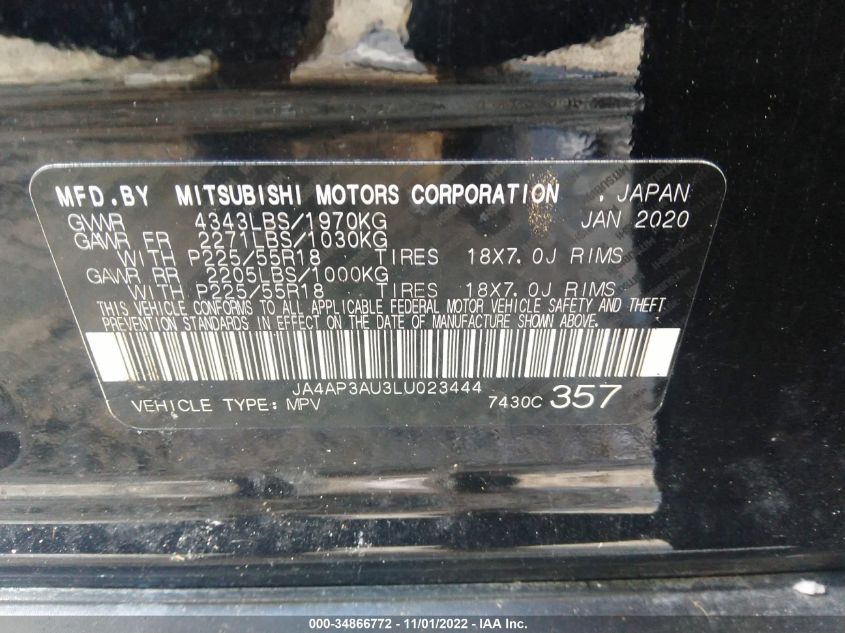 MFD.BY MITSUBISHI MOTORS CORPORATION , JAPAN
GVWR 4343LBS/1970KG JAN 2020
GAWR FR 2271LBS/1030KG
WITH P225/55R18 TIRES 18X7.0J RIMS
GAWR RR 2205LBS/1000KG
WITH P225/55R18 TIRES 18X7.0J RIMS
THIS VEHICLE CONFORMS TO ALL APPLICABLE FEDERAL MOTOR VEHICLE SAFETY AND THEFT
PREVENTION STANDARDS IN EFFECT ON THE DATE OF MANUFACTURE SHOWN ABOVE.
JA4AP3AU3LU023444
VEHICLE TYPE: MPV 7430C 357
000-34866772 - 11/01/2022 - Copyright © IAA, LLC